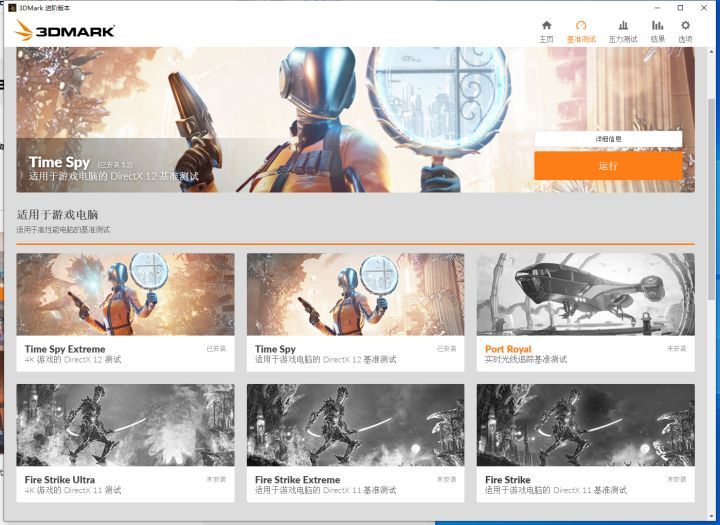 3DMark 进阶版本
3DMARK
主页
基准测试
压力测试
结果
选项
Time Spy (已安装 1.2)
适用于游戏电脑的 DirectX 12 基准测试
详细信息
运行
适用于游戏电脑
适用于高性能电脑的基准测试
Time Spy Extreme 已安装
4K 游戏的 DirectX 12 测试
Time Spy 已安装
适用于游戏电脑的 DirectX 12 基准测试
Port Royal 未安装
实时光线追踪基准测试
Fire Strike Ultra 未安装
4K 游戏的 DirectX 11 测试
Fire Strike Extreme 未安装
适用于游戏电脑的 DirectX 11 基准测试
Fire Strike 未安装
适用于游戏电脑的 DirectX 11 基准测试